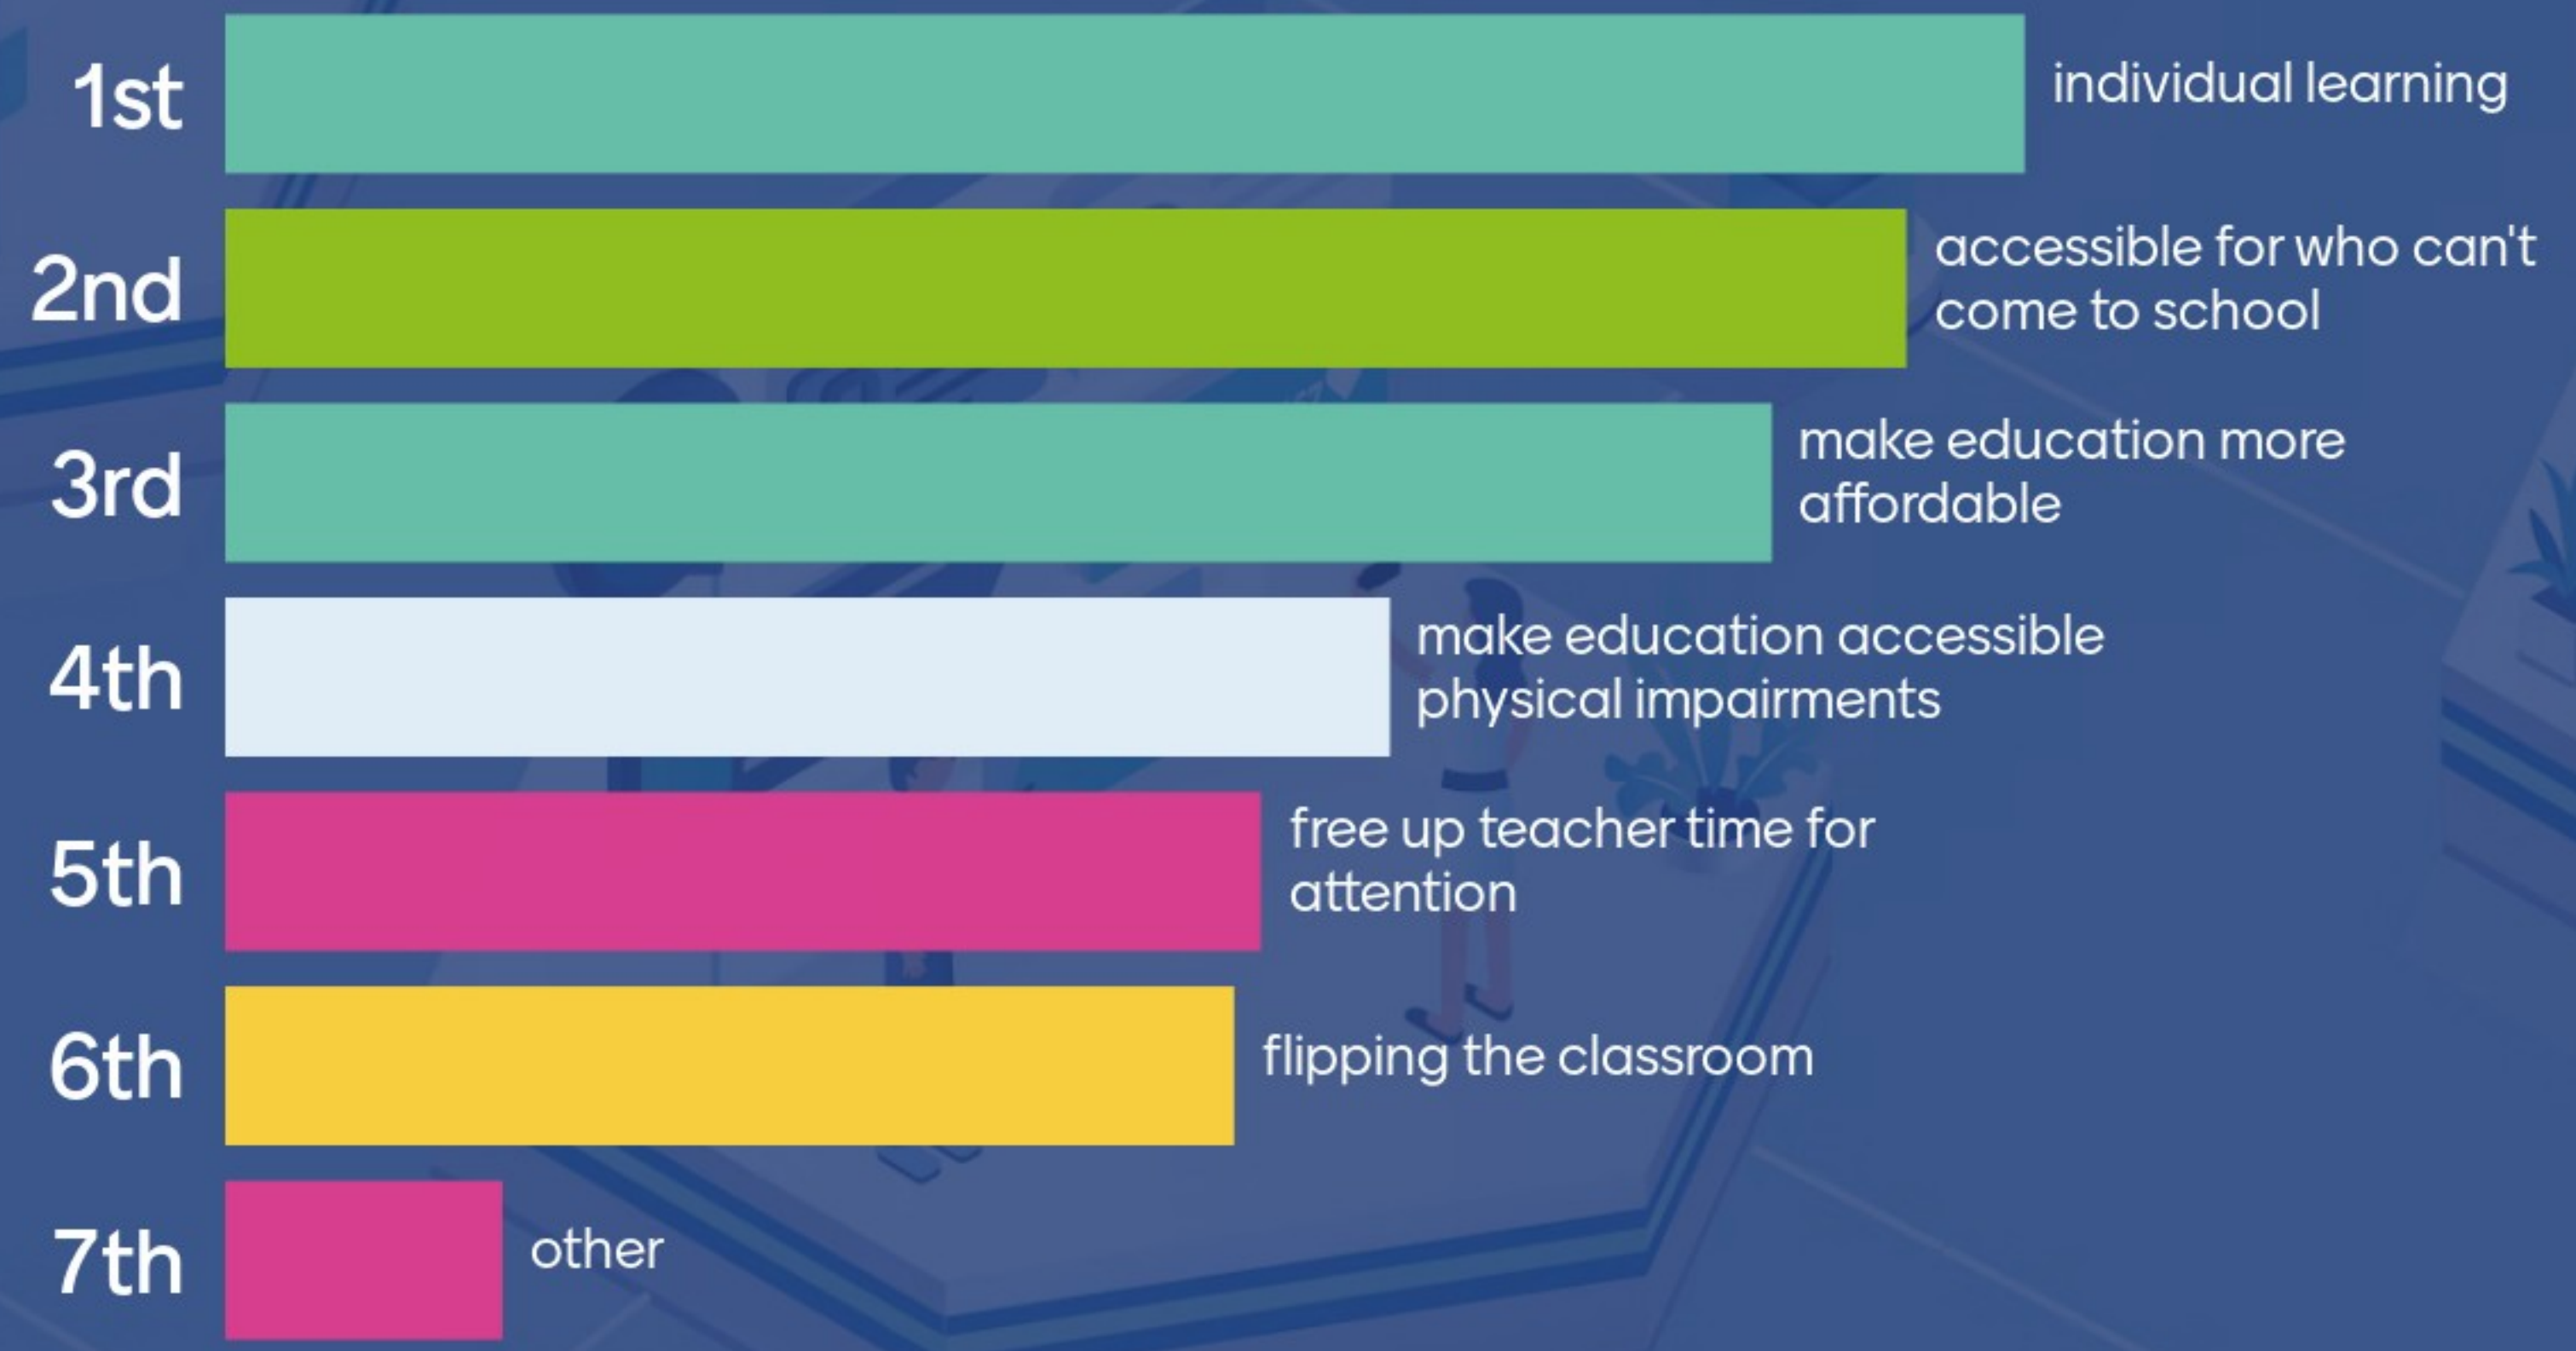 1st
individual learning
2nd
accessible for who can't
come to school
3rd
make education more
affordable
4th
make education accessible
physical impairments
5th
free up teacher time for
attention
6th
flipping the classroom
7th
other